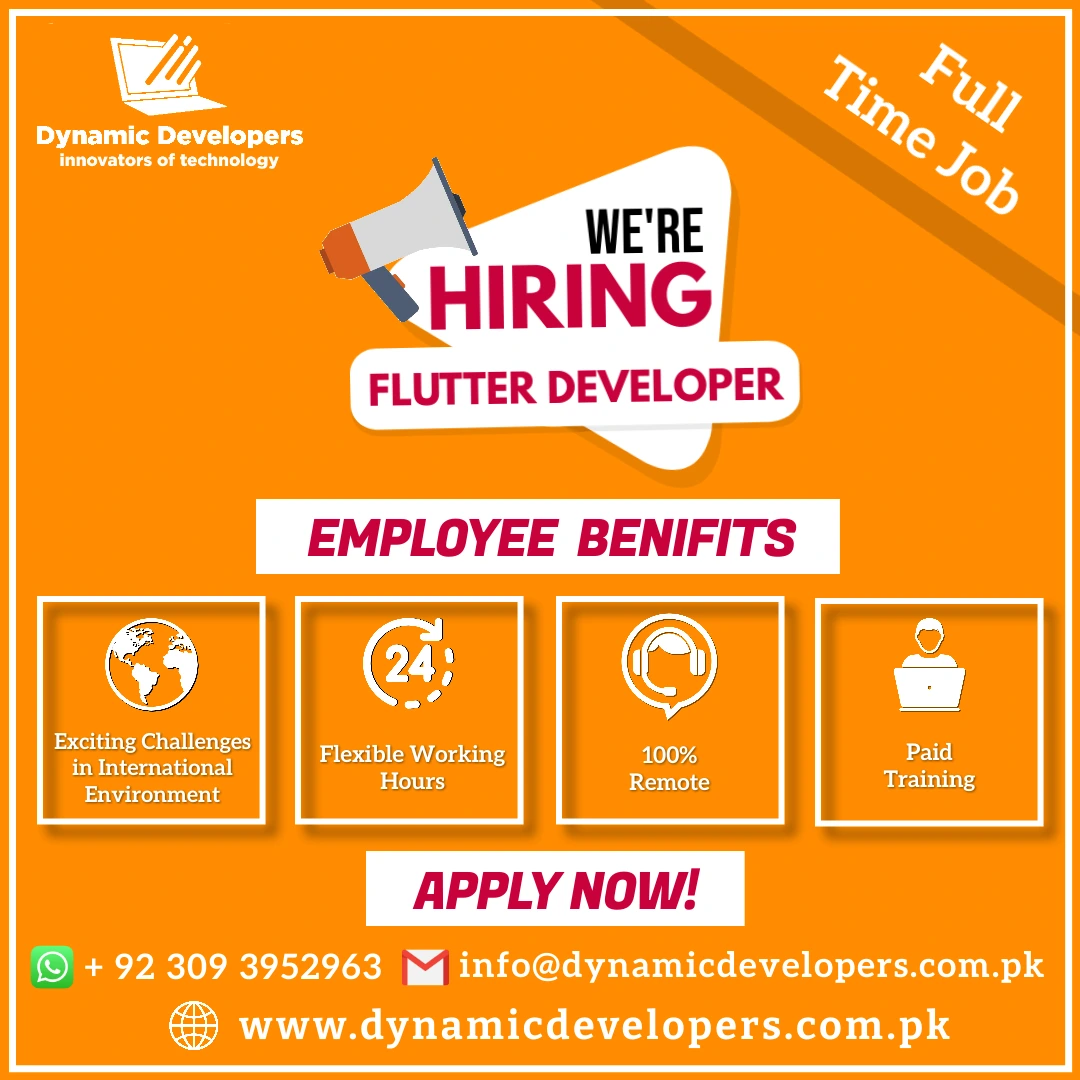 Dynamic Developers
innovators of technology
Full
Time Job
WE'RE
HIRING
FLUTTER DEVELOPER
EMPLOYEE BENIFITS
Exciting Challenges
in International
Environment
24
Flexible Working
Hours
100%
Remote
Paid
Training
APPLY NOW!
+ 92 309 3952963
info@dynamicdevelopers.com.pk
www.dynamicdevelopers.com.pk